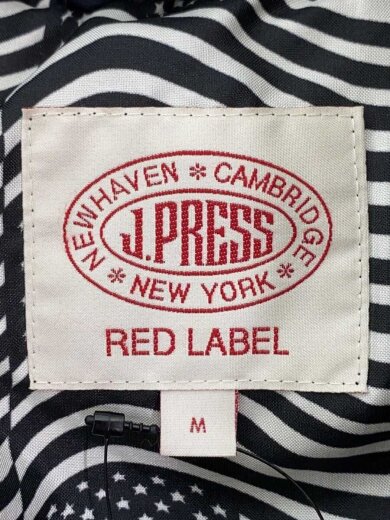 NEWHAVEN * CAMBRIDGE
J.PRESS
* NEW YORK *
RED LABEL
M